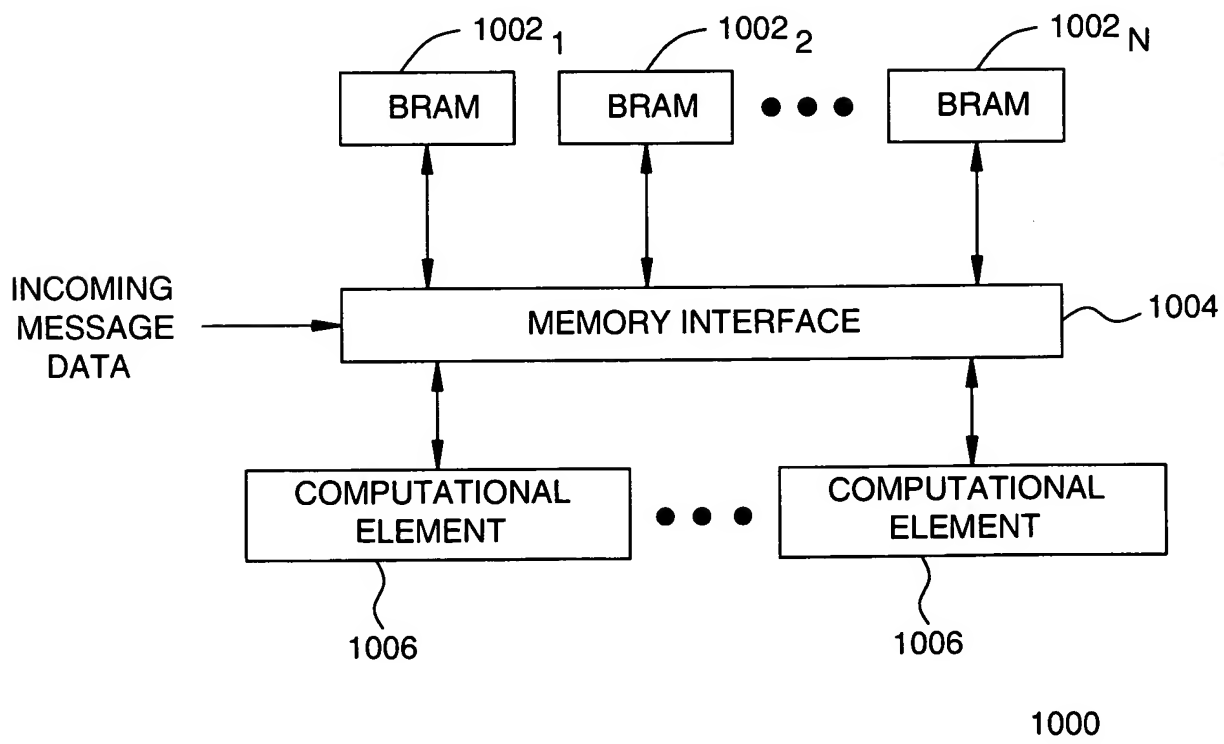 1002 1
1002 2
1002 N
BRAM
BRAM
BRAM
INCOMING
MESSAGE
DATA
MEMORY INTERFACE
1004
COMPUTATIONAL
ELEMENT
COMPUTATIONAL
ELEMENT
1006
1006
1000